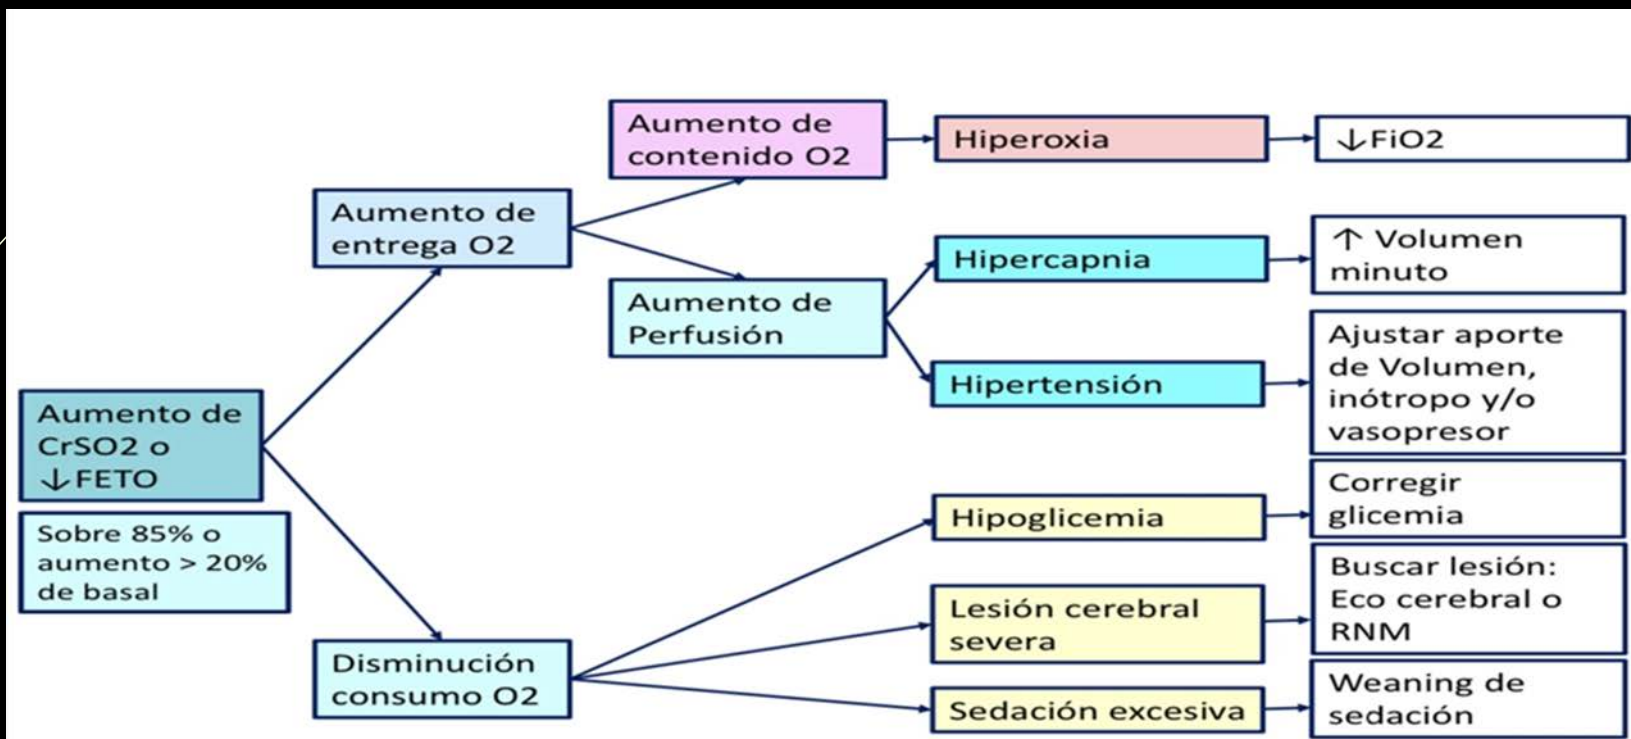 Aumento de
CrSO2 o
↓FETO
Sobre 85% o
aumento > 20%
de basal
Aumento de
entrega O2
Aumento de
contenido O2
Hiperoxia
↓FiO2
Aumento de
Perfusión
Hipercapnia
↑ Volumen
minuto
Hipertensión
Ajustar aporte
de Volumen,
inótropo y/o
vasopresor
Disminución
consumo O2
Hipoglicemia
Corregir
glicemia
Lesión cerebral
severa
Buscar lesión:
Eco cerebral o
RNM
Sedación excesiva
Weaning de
sedación